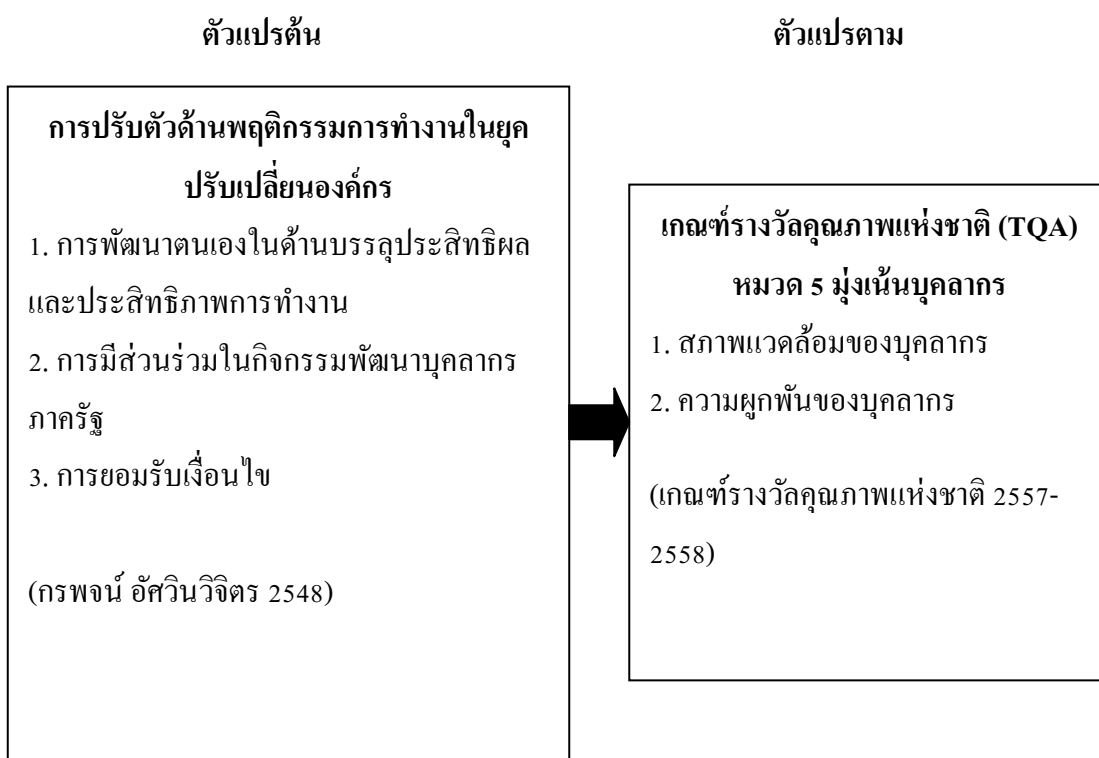 ตัวแปรต้น
ตัวแปรตาม
การปรับตัวด้านพฤติกรรมการทำงานในยุค
ปรับเปลี่ยนองค์กร
1. การพัฒนาตนเองในด้านบรรลุประสิทธิผล
และประสิทธิภาพการทำงาน
2. การมีส่วนร่วมในกิจกรรมพัฒนาบุคลากร
ภาครัฐ
3. การยอมรับเงื่อนไข
(กรพจน์ อัศวินวิจิตร 2548)
เกณฑ์รางวัลคุณภาพแห่งชาติ (TQA)
หมวด 5 มุ่งเน้นบุคลากร
1. สภาพแวดล้อมของบุคลากร
2. ความผูกพันของบุคลากร
(เกณฑ์รางวัลคุณภาพแห่งชาติ 2557-
2558)